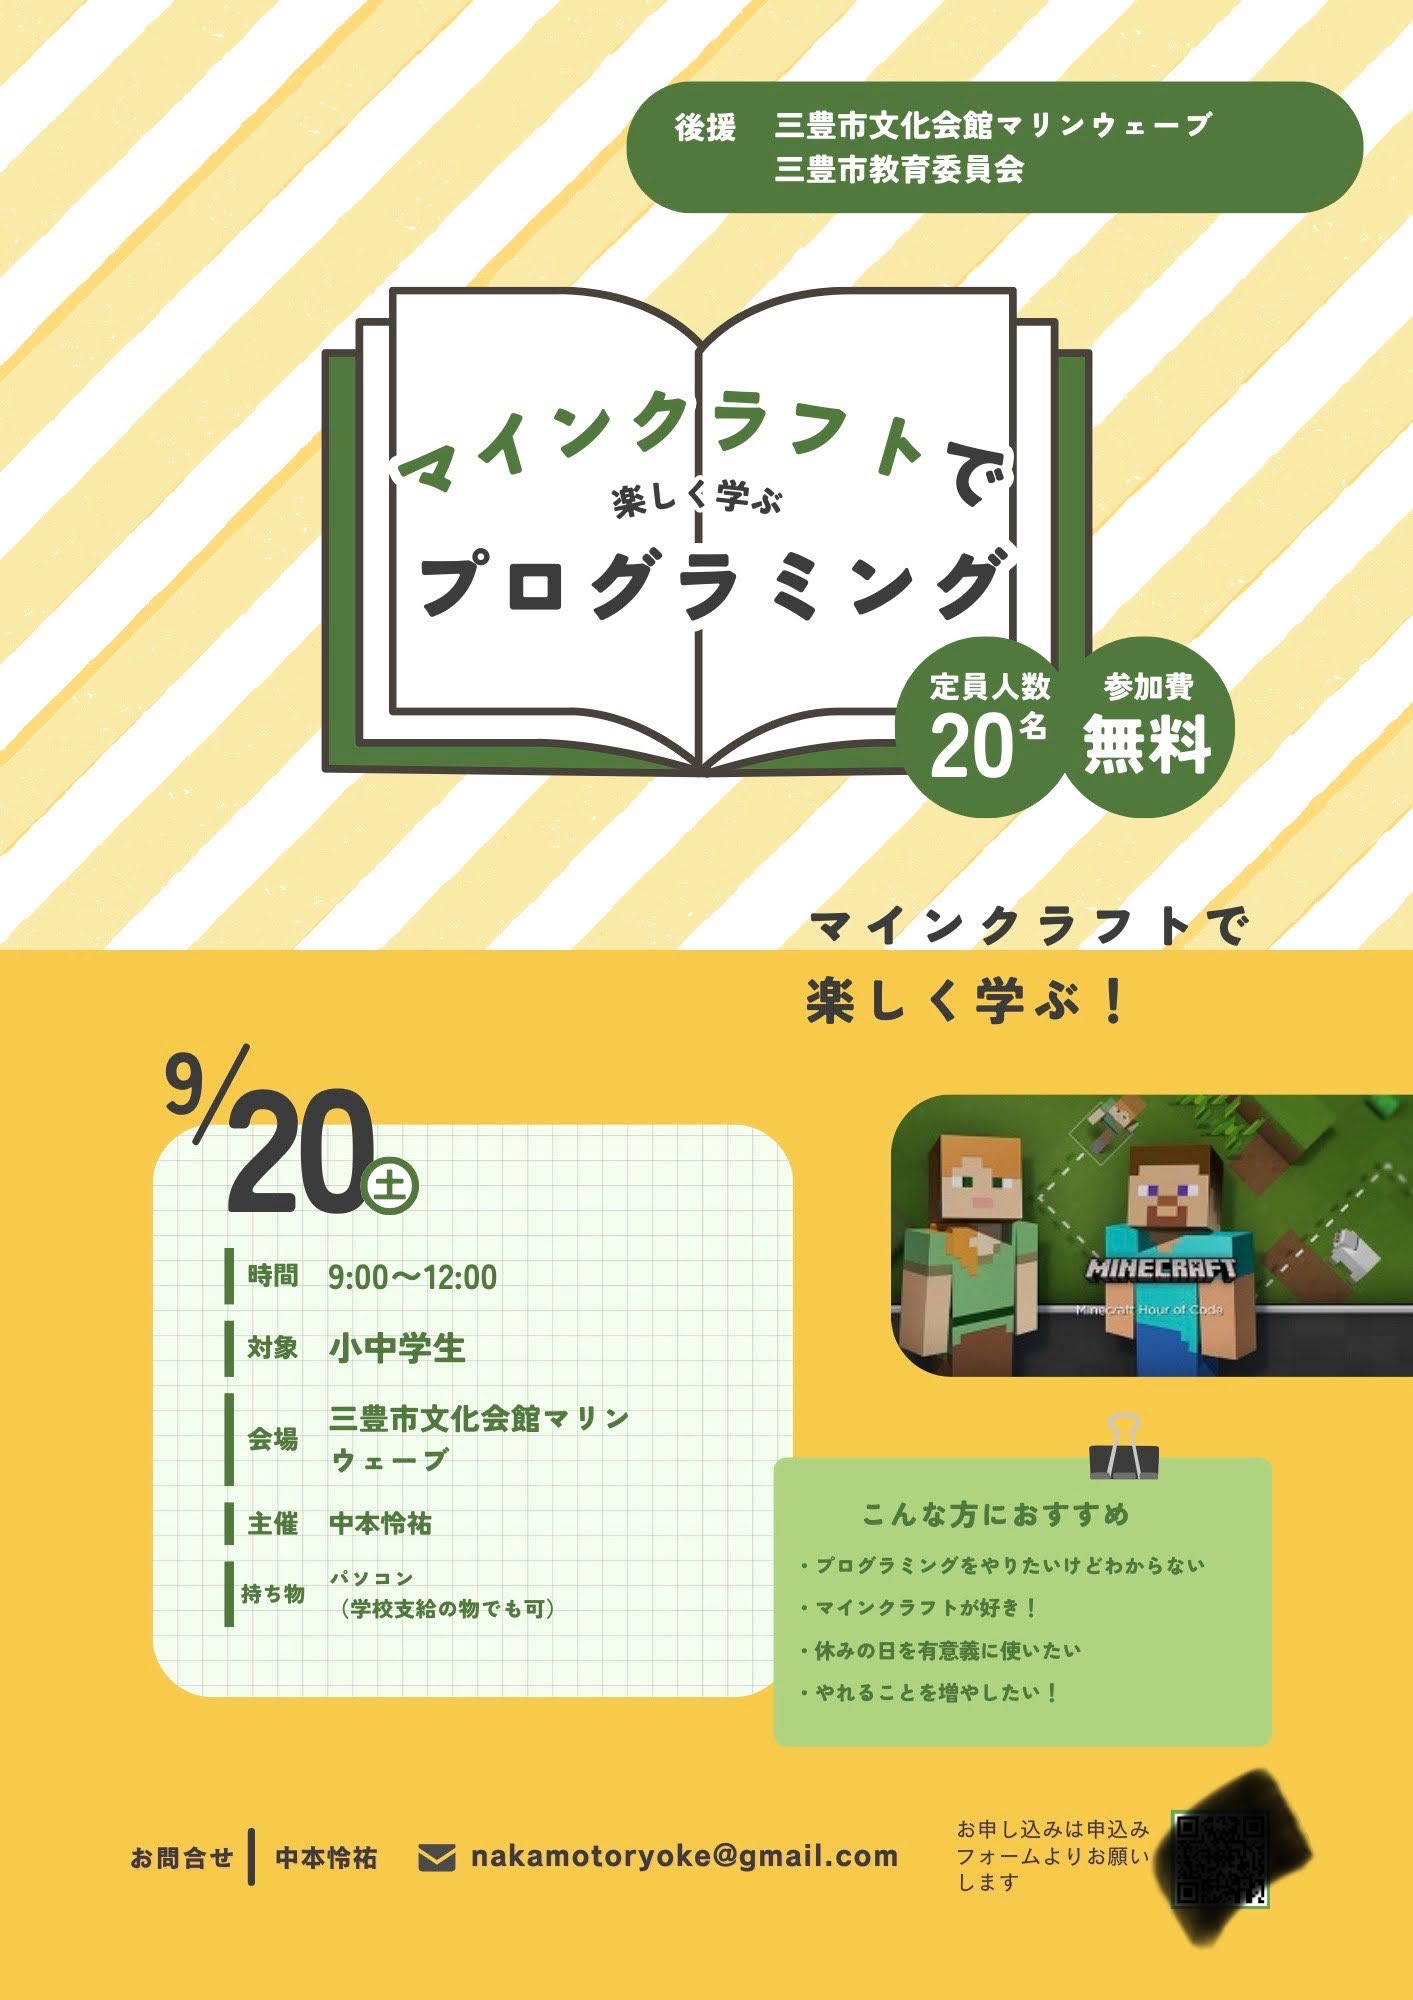 後援 三豊市文化会館マリンウェーブ
三豊市教育委員会
マインクラフトで
楽しく学ぶ
プログラミング
定員人数
20名
参加費
無料
マインクラフトで
楽しく学ぶ！
9/20土
時間 9:00～12:00
対象 小中学生
会場 三豊市文化会館マリン
ウェーブ
主催 中本怜祐
持ち物 パソコン
（学校支給の物でも可）
MINECRAFT
Minecraft Hour of Code
こんな方におすすめ
・プログラミングをやりたいけどわからない
・マインクラフトが好き！
・休みの日を有意義に使いたい
・やれることを増やしたい！
お問合せ 中本怜祐 nakamotoryoke@gmail.com
お申し込みは申込み
フォームよりお願い
します